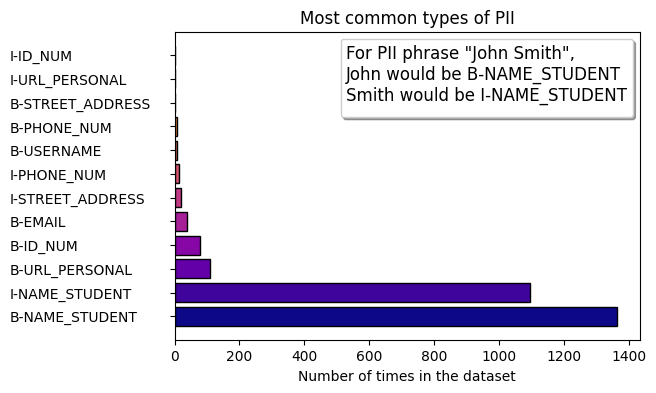 Most common types of PII
I-ID_NUM
I-URL_PERSONAL
B-STREET_ADDRESS
B-PHONE_NUM
B-USERNAME
I-PHONE_NUM
I-STREET_ADDRESS
B-EMAIL
B-ID_NUM
B-URL_PERSONAL
I-NAME_STUDENT
B-NAME_STUDENT
For PII phrase "John Smith",
John would be B-NAME_STUDENT
Smith would be I-NAME_STUDENT
0 200 400 600 800 1000 1200 1400
Number of times in the dataset